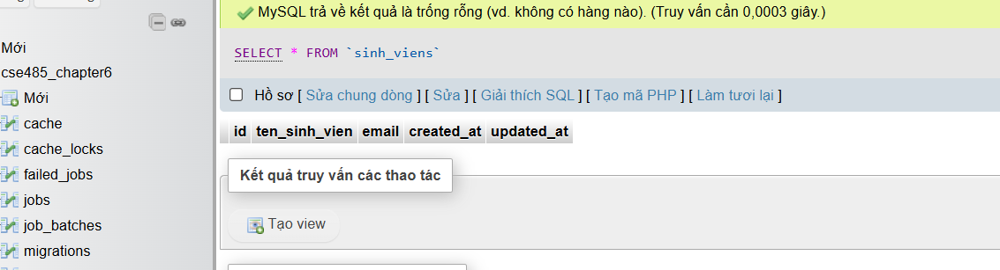 Mới
cse485_chapter6
Mới
cache
cache_locks
failed_jobs
jobs
job_batches
migrations
MySQL trả về kết quả là trống rỗng (vd. không có hàng nào). (Truy vấn cần 0,0003 giây.)
SELECT * FROM `sinh_viens`
Hồ sơ [ Sửa chung dòng ] [ Sửa ] [ Giải thích SQL ] [ Tạo mã PHP ] [ Làm tươi lại ]
id ten_sinh_vien email created_at updated_at
Kết quả truy vấn các thao tác
Tạo view